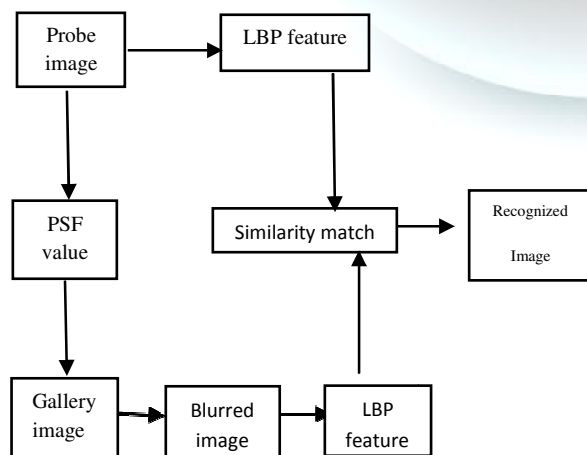 Probe
image
LBP feature
PSF
value
Similarity match
Recognized
Image
Gallery
image
Blurred
image
LBP
feature